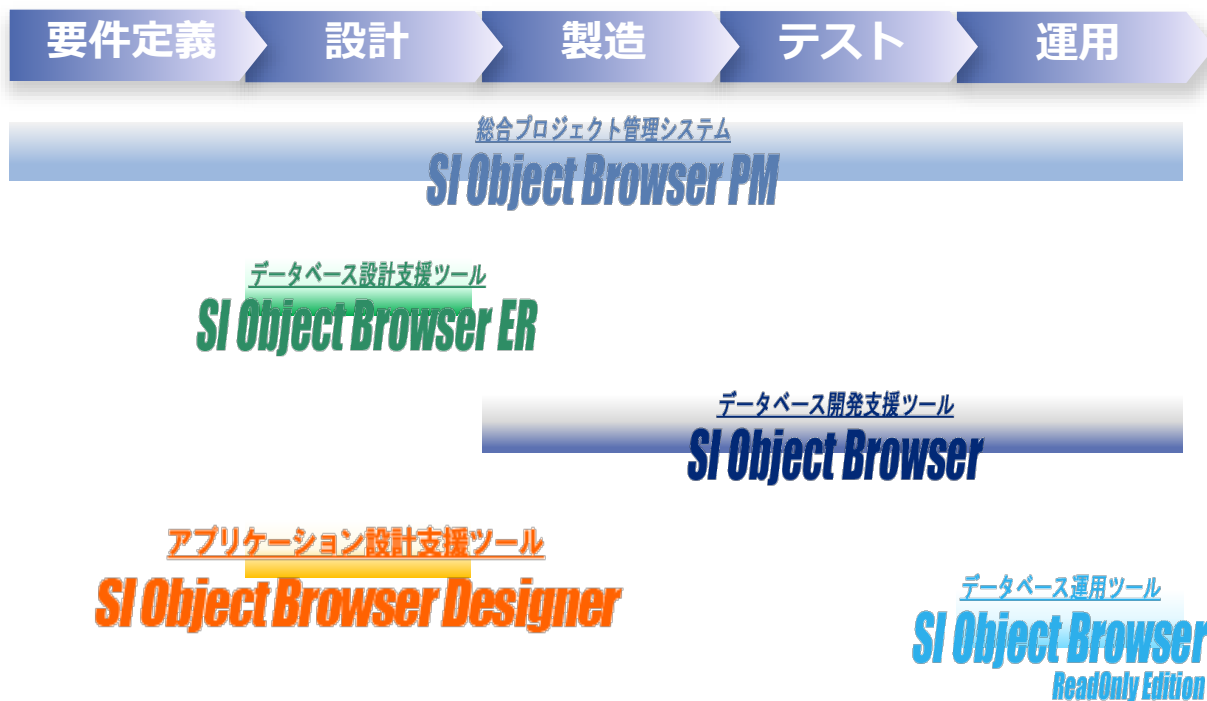 要件定義 設計 製造 テスト 運用
総合プロジェクト管理システム
SI Object Browser PM
データベース設計支援ツール
SI Object Browser ER
データベース開発支援ツール
SI Object Browser
アプリケーション設計支援ツール
SI Object Browser Designer
データベース運用ツール
SI Object Browser
ReadOnly Edition